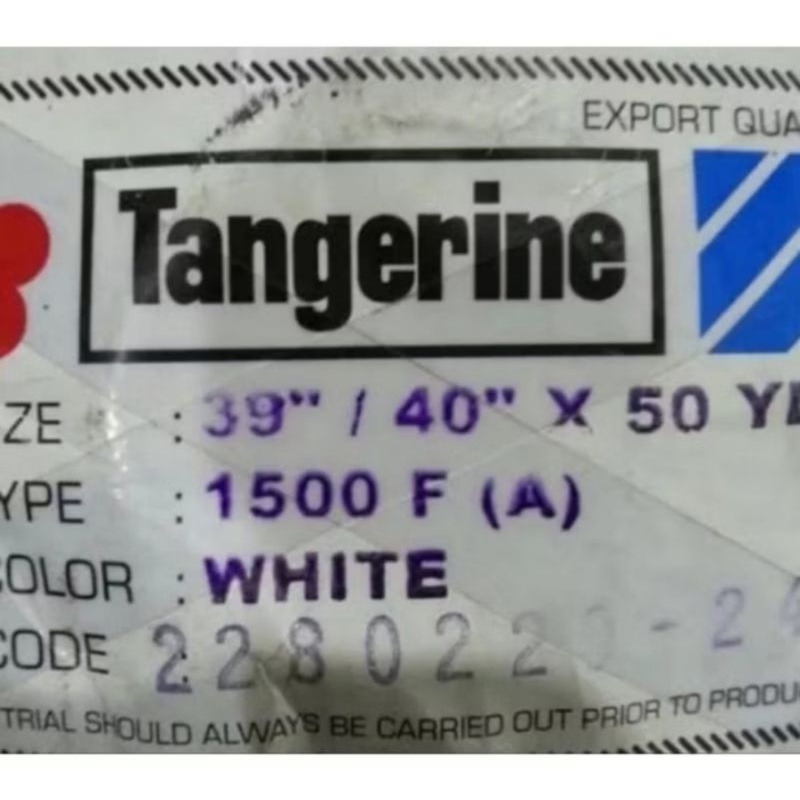 EXPORT QUA
Tangerine
ZE : 39" / 40" X 50 Y
YPE : 1500 F (A)
COLOR : WHITE
CODE : 228022
TRIAL SHOULD ALWAYS BE CARRIED OUT PRIOR TO PRODU